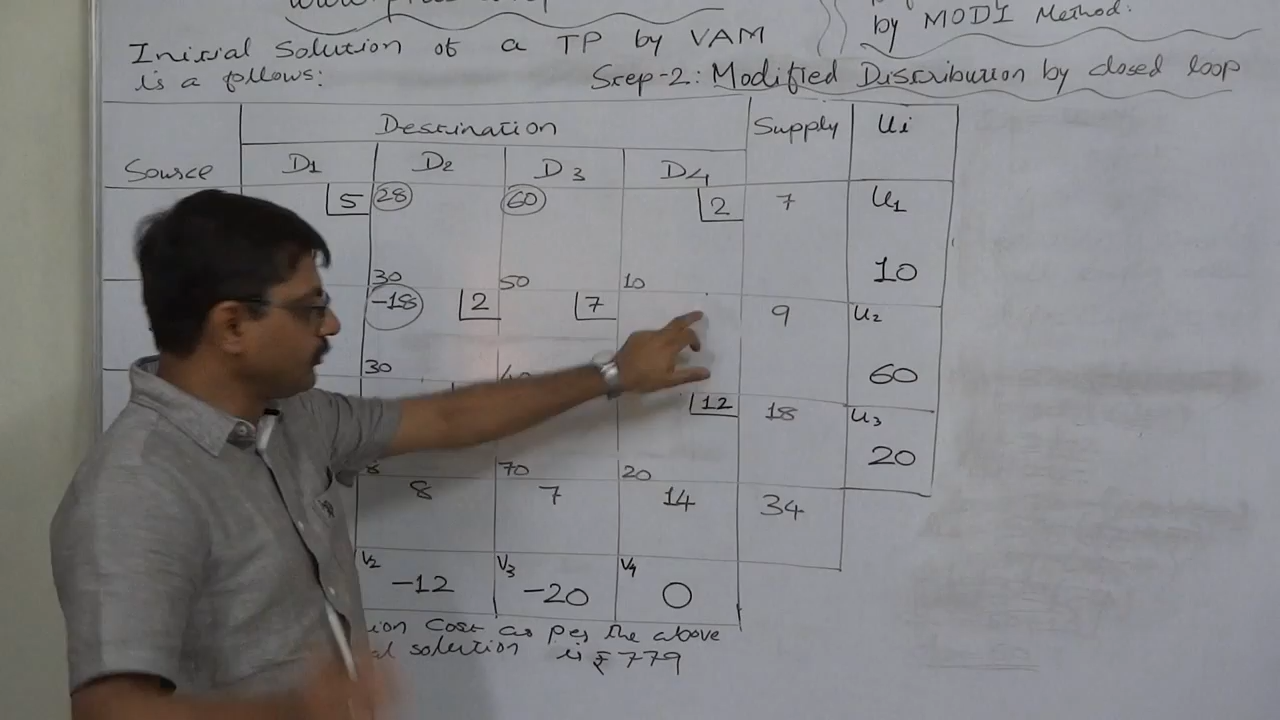 by MODI Method.
Initial Solution of a TP by VAM
is a follows:
Step-2: Modified Distribution by closed loop
Destination Supply ui
Source D1 D2 D3 D4
5 28 60 2 7 u1
10
30 50 10
-18 2 7 9 u2
30 60
12 18 u3
20
8 70 20
8 7 14 34
V2 V3 V4
-12 -20 0
cost as per the above
solution is ₹ 779